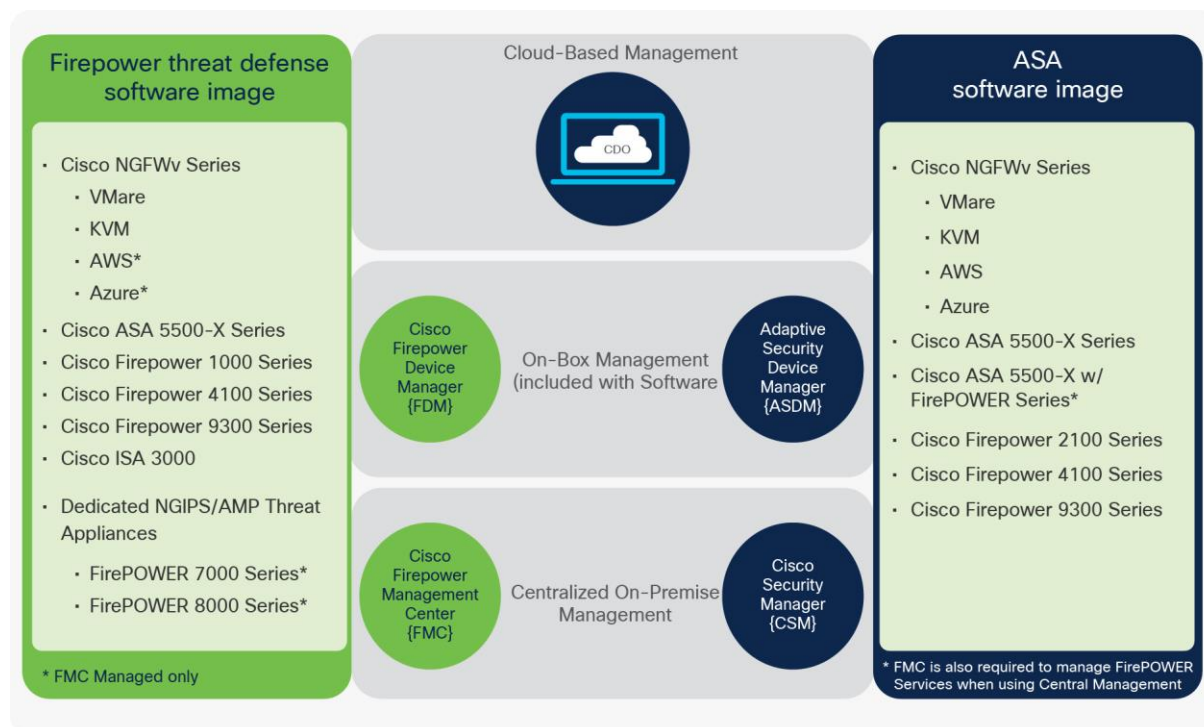 Firepower threat defense
software image
· Cisco NGFWv Series
· VMare
· KVM
· AWS*
· Azure*
· Cisco ASA 5500-X Series
· Cisco Firepower 1000 Series
· Cisco Firepower 4100 Series
· Cisco Firepower 9300 Series
· Cisco ISA 3000
· Dedicated NGIPS/AMP Threat
Appliances
· FirePOWER 7000 Series*
· FirePOWER 8000 Series*
* FMC Managed only
Cloud-Based Management
CDO
Cisco
Firepower
Device
Manager
{FDM}
On-Box Management
(included with Software
Adaptive
Security
Device
Manager
{ASDM}
Cisco
Firepower
Management
Center
{FMC}
Centralized On-Premise
Management
Cisco
Security
Manager
{CSM}
ASA
software image
· Cisco NGFWv Series
· VMare
· KVM
· AWS
· Azure
· Cisco ASA 5500-X Series
· Cisco ASA 5500-X w/
FirePOWER Series*
· Cisco Firepower 2100 Series
· Cisco Firepower 4100 Series
· Cisco Firepower 9300 Series
* FMC is also required to manage FirePOWER
Services when using Central Management